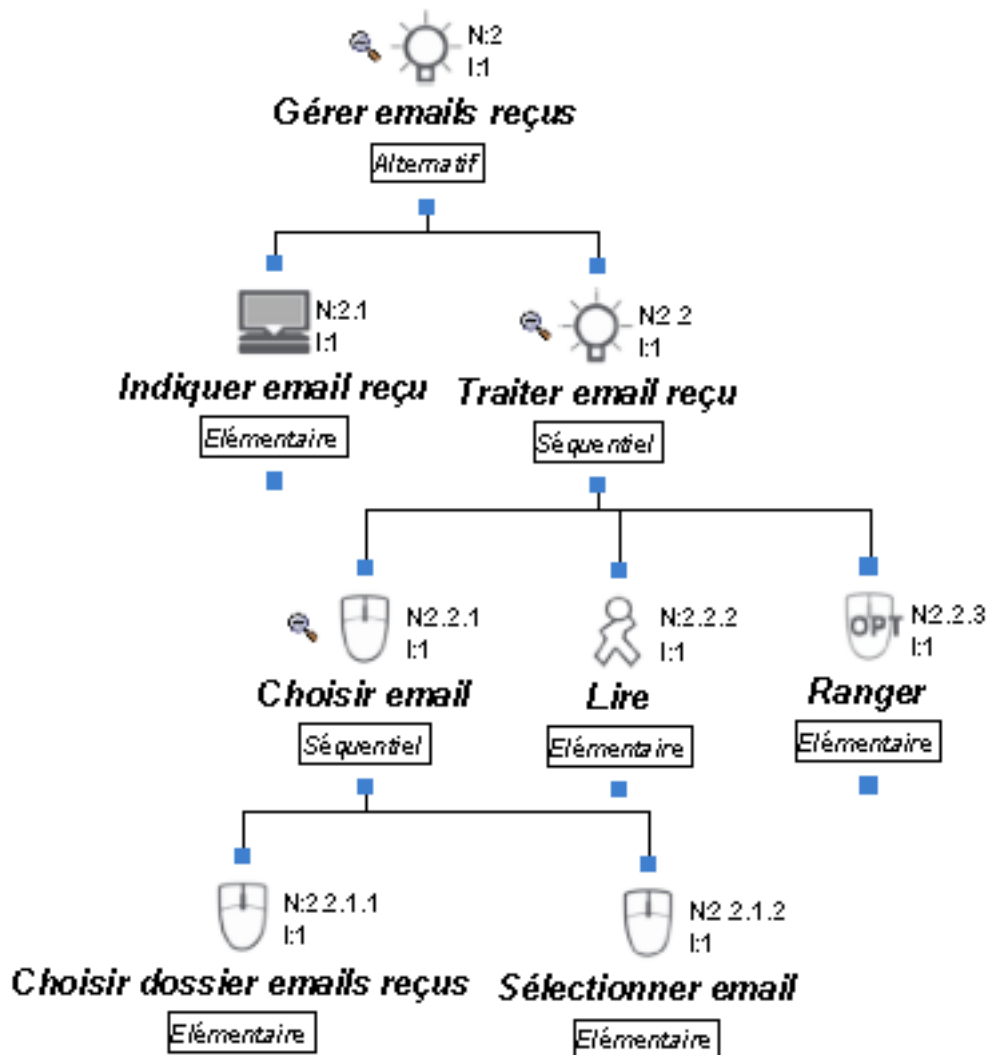 N:2
I:1
Gérer emails reçus
Alternatif
N:2.1
I:1
Indiquer email reçu
Elémentaire
N:2.2
I:1
Traiter email reçu
Séquentiel
N:2.2.1
I:1
Choisir email
Séquentiel
N:2.2.2
I:1
Lire
Elémentaire
OPT
N:2.2.3
I:1
Ranger
Elémentaire
N:2.2.1.1
I:1
Choisir dossier emails reçus
Elémentaire
N:2.2.1.2
I:1
Sélectionner email
Elémentaire